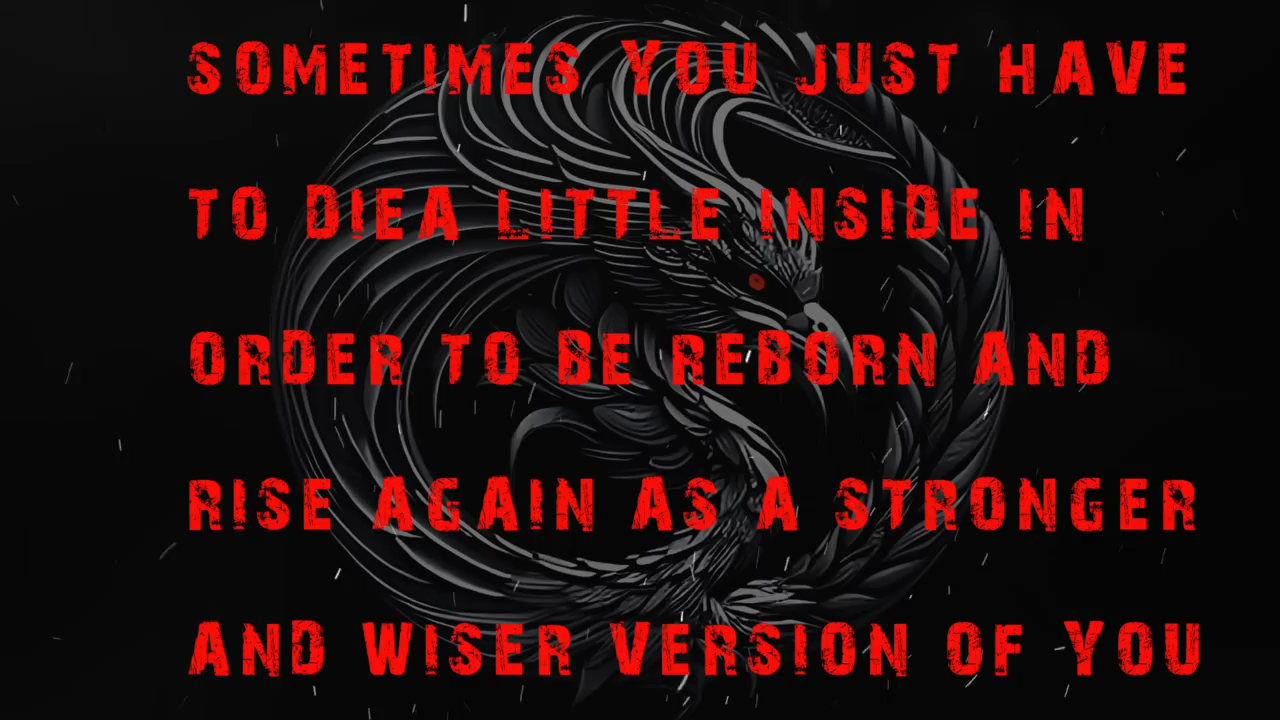 SOMETIMES YOU JUST HAVE
TO DIEA LITTLE INSIDE IN
ORDER TO BE REBORN AND
RISE AGAIN AS A STRONGER
AND WISER VERSION OF YOU